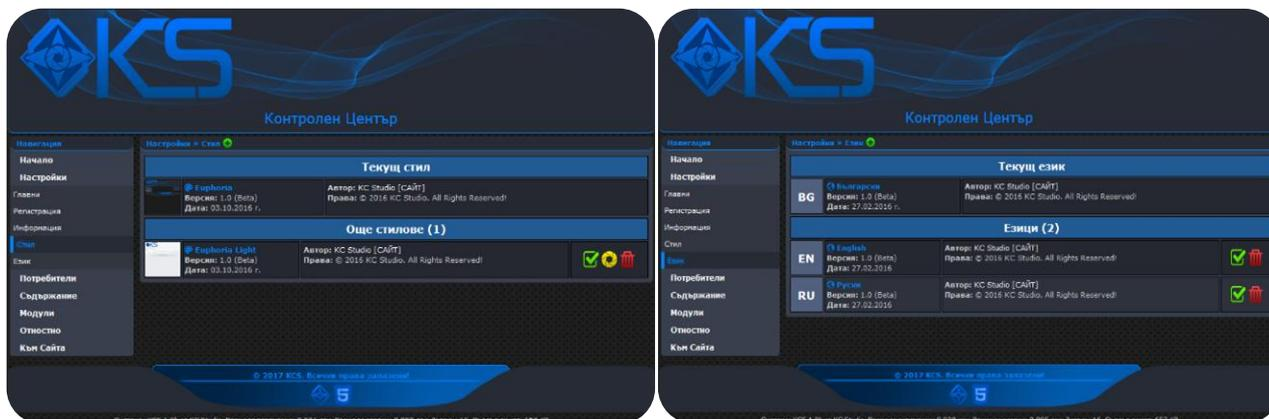 KS
Контролен Център
Навигация
Начало
Настройки
Главни
Регистрация
Информация
Стил
Език
Потребители
Съдържание
Модули
Отностно
Към Сайта
Настройки » Стил
Текущ стил
Euphoria
Версия: 1.0 (Beta)
Дата: 03.10.2016 г.
Автор: KC Studio [САЙТ]
Права: © 2016 KC Studio. All Rights Reserved!
Още стилове (1)
Euphoria Light
Версия: 1.0 (Beta)
Дата: 03.10.2016 г.
Автор: KC Studio [САЙТ]
Права: © 2016 KC Studio. All Rights Reserved!
© 2017 KCS. Всички права запазени!
KS
Контролен Център
Навигация
Начало
Настройки
Главни
Регистрация
Информация
Стил
Език
Потребители
Съдържание
Модули
Отностно
Към Сайта
Настройки » Език
Текущ език
BG
Български
Версия: 1.0 (Beta)
Дата: 27.02.2016 г.
Автор: KC Studio [САЙТ]
Права: © 2016 KC Studio. All Rights Reserved!
Езици (2)
EN
English
Версия: 1.0 (Beta)
Дата: 27.02.2016
Автор: KC Studio [САЙТ]
Права: © 2016 KC Studio. All Rights Reserved!
RU
Руски
Версия: 1.0 (Beta)
Дата: 27.02.2016
Автор: KC Studio [САЙТ]
Права: © 2016 KC Studio. All Rights Reserved!
© 2017 KCS. Всички права запазени!